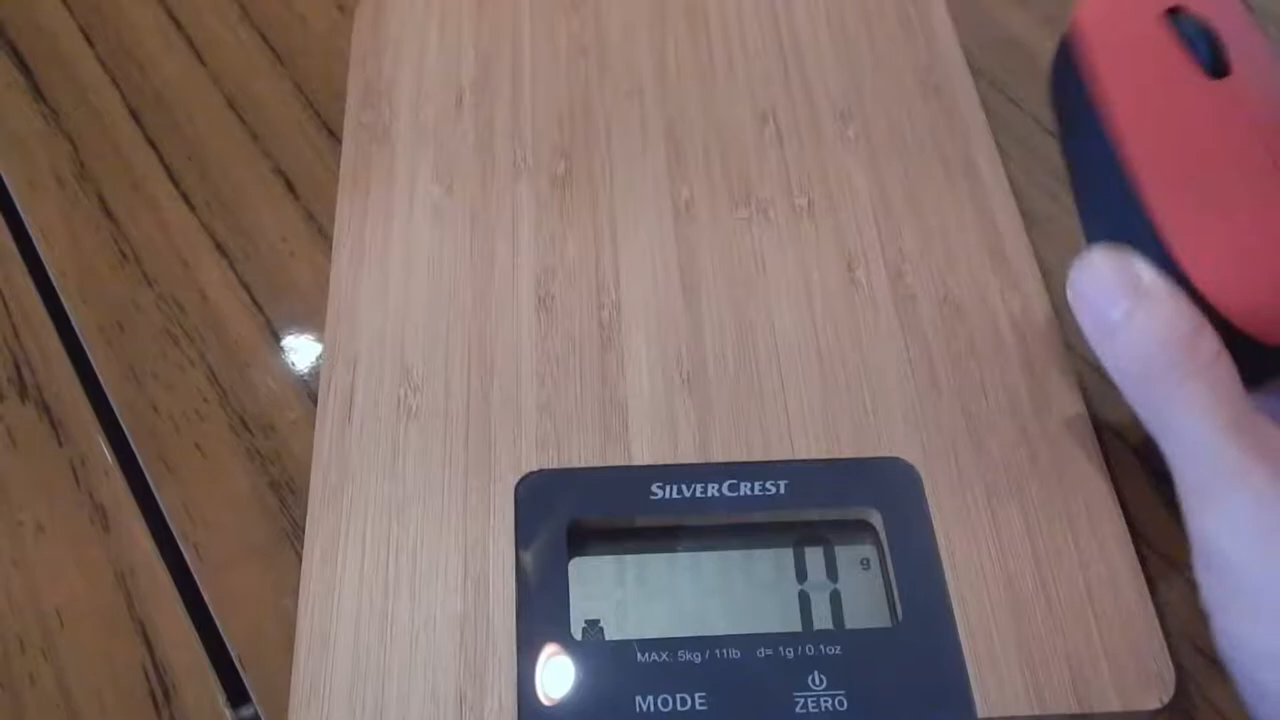 SILVERCREST
0 g
MAX: 5kg / 11lb d= 1g / 0.1oz
MODE
ZERO